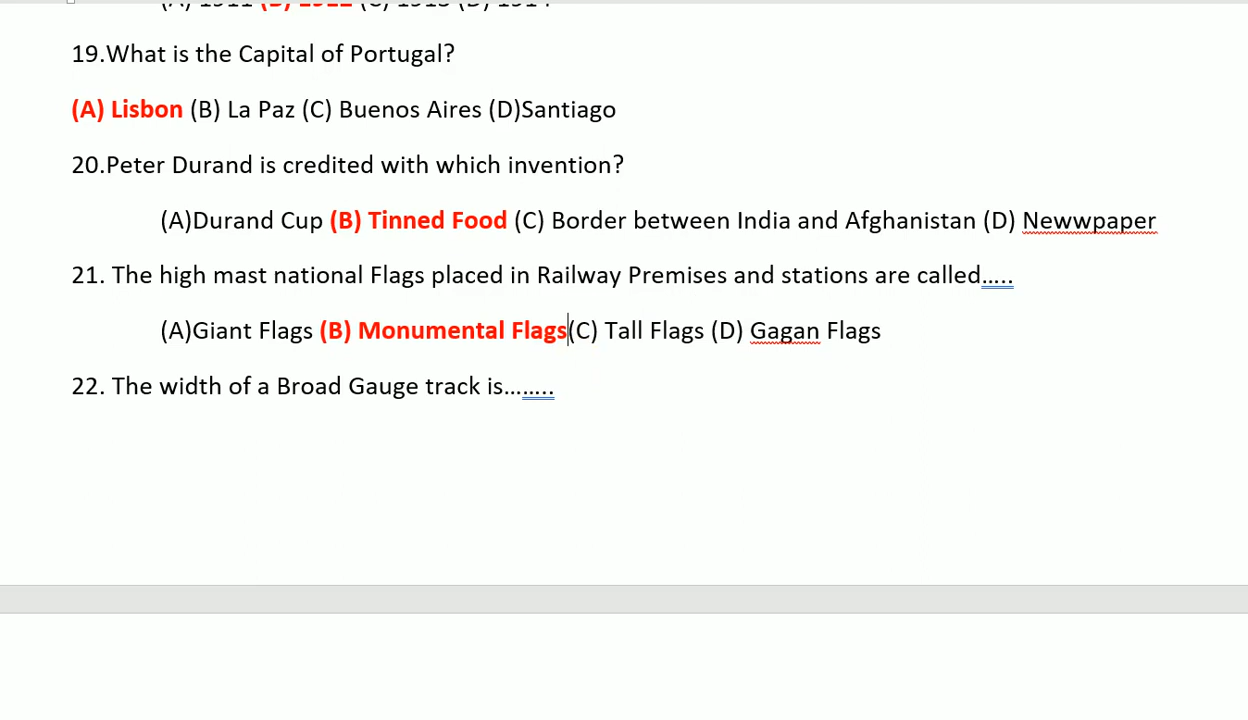 19.What is the Capital of Portugal?
(A) Lisbon (B) La Paz (C) Buenos Aires (D)Santiago
20.Peter Durand is credited with which invention?
(A)Durand Cup (B) Tinned Food (C) Border between India and Afghanistan (D) Newwpaper
21. The high mast national Flags placed in Railway Premises and stations are called.....
(A)Giant Flags (B) Monumental Flags(C) Tall Flags (D) Gagan Flags
22. The width of a Broad Gauge track is........